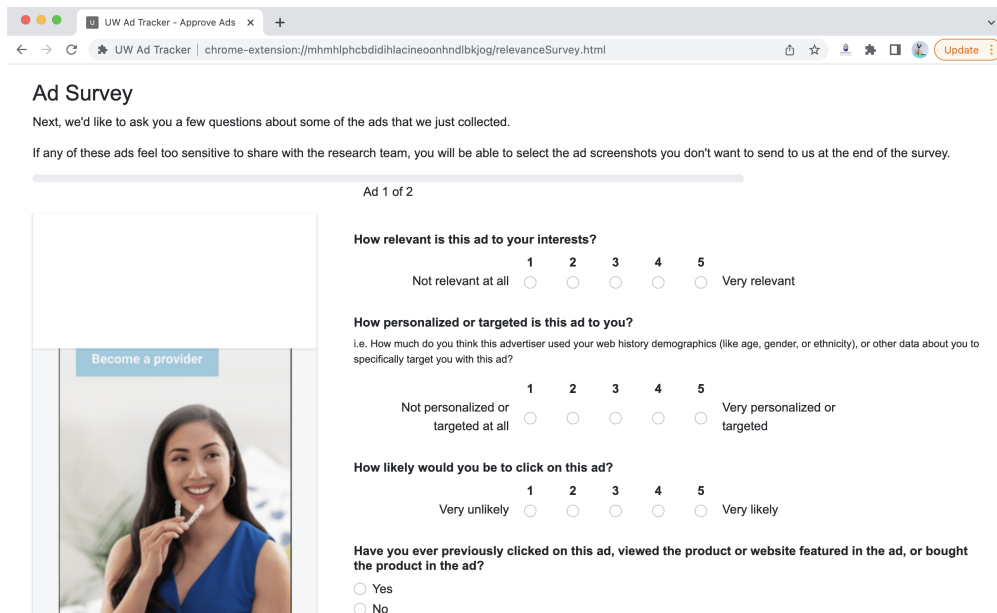 UW Ad Tracker - Approve Ads
UW Ad Tracker | chrome-extension://mhmhlphcbdidihlacineoonhndlbkjog/relevanceSurvey.html
Update
Ad Survey
Next, we'd like to ask you a few questions about some of the ads that we just collected.
If any of these ads feel too sensitive to share with the research team, you will be able to select the ad screenshots you don't want to send to us at the end of the survey.
Ad 1 of 2
Become a provider
How relevant is this ad to your interests?
1 2 3 4 5
Not relevant at all Very relevant
How personalized or targeted is this ad to you?
i.e. How much do you think this advertiser used your web history demographics (like age, gender, or ethnicity), or other data about you to
specifically target you with this ad?
1 2 3 4 5
Not personalized or
targeted at all
Very personalized or
targeted
How likely would you be to click on this ad?
1 2 3 4 5
Very unlikely Very likely
Have you ever previously clicked on this ad, viewed the product or website featured in the ad, or bought
the product in the ad?
Yes
No